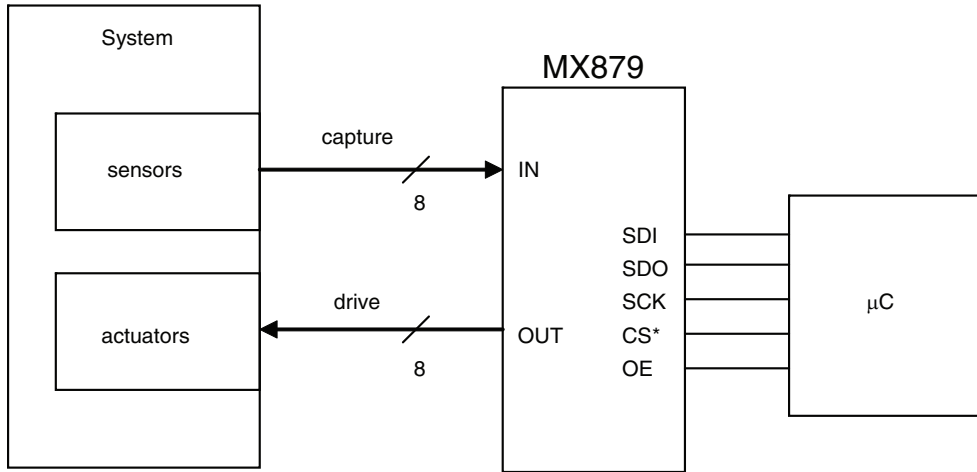 System
MX879
sensors
capture
8
IN
SDI
SDO
SCK
CS*
OE
μC
actuators
drive
8
OUT